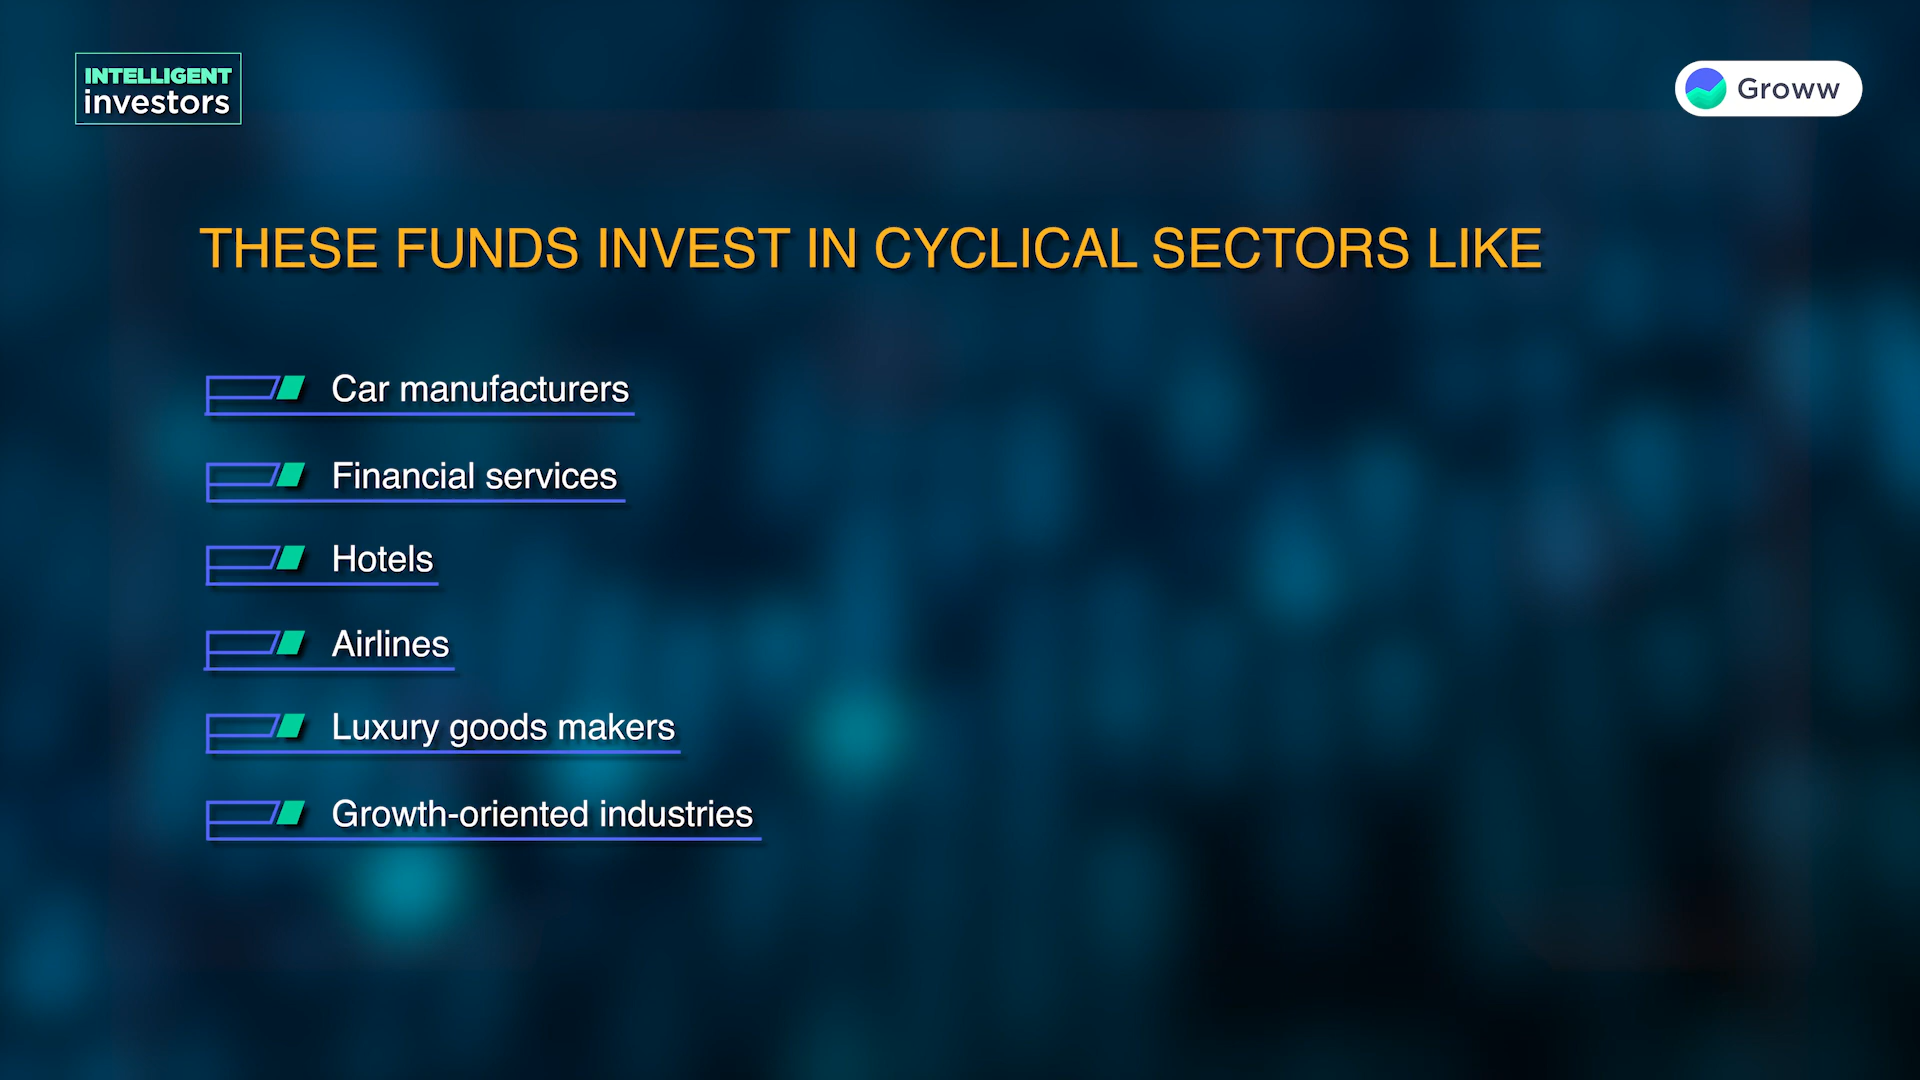 INTELLIGENT
investors
Groww
THESE FUNDS INVEST IN CYCLICAL SECTORS LIKE
Car manufacturers
Financial services
Hotels
Airlines
Luxury goods makers
Growth-oriented industries